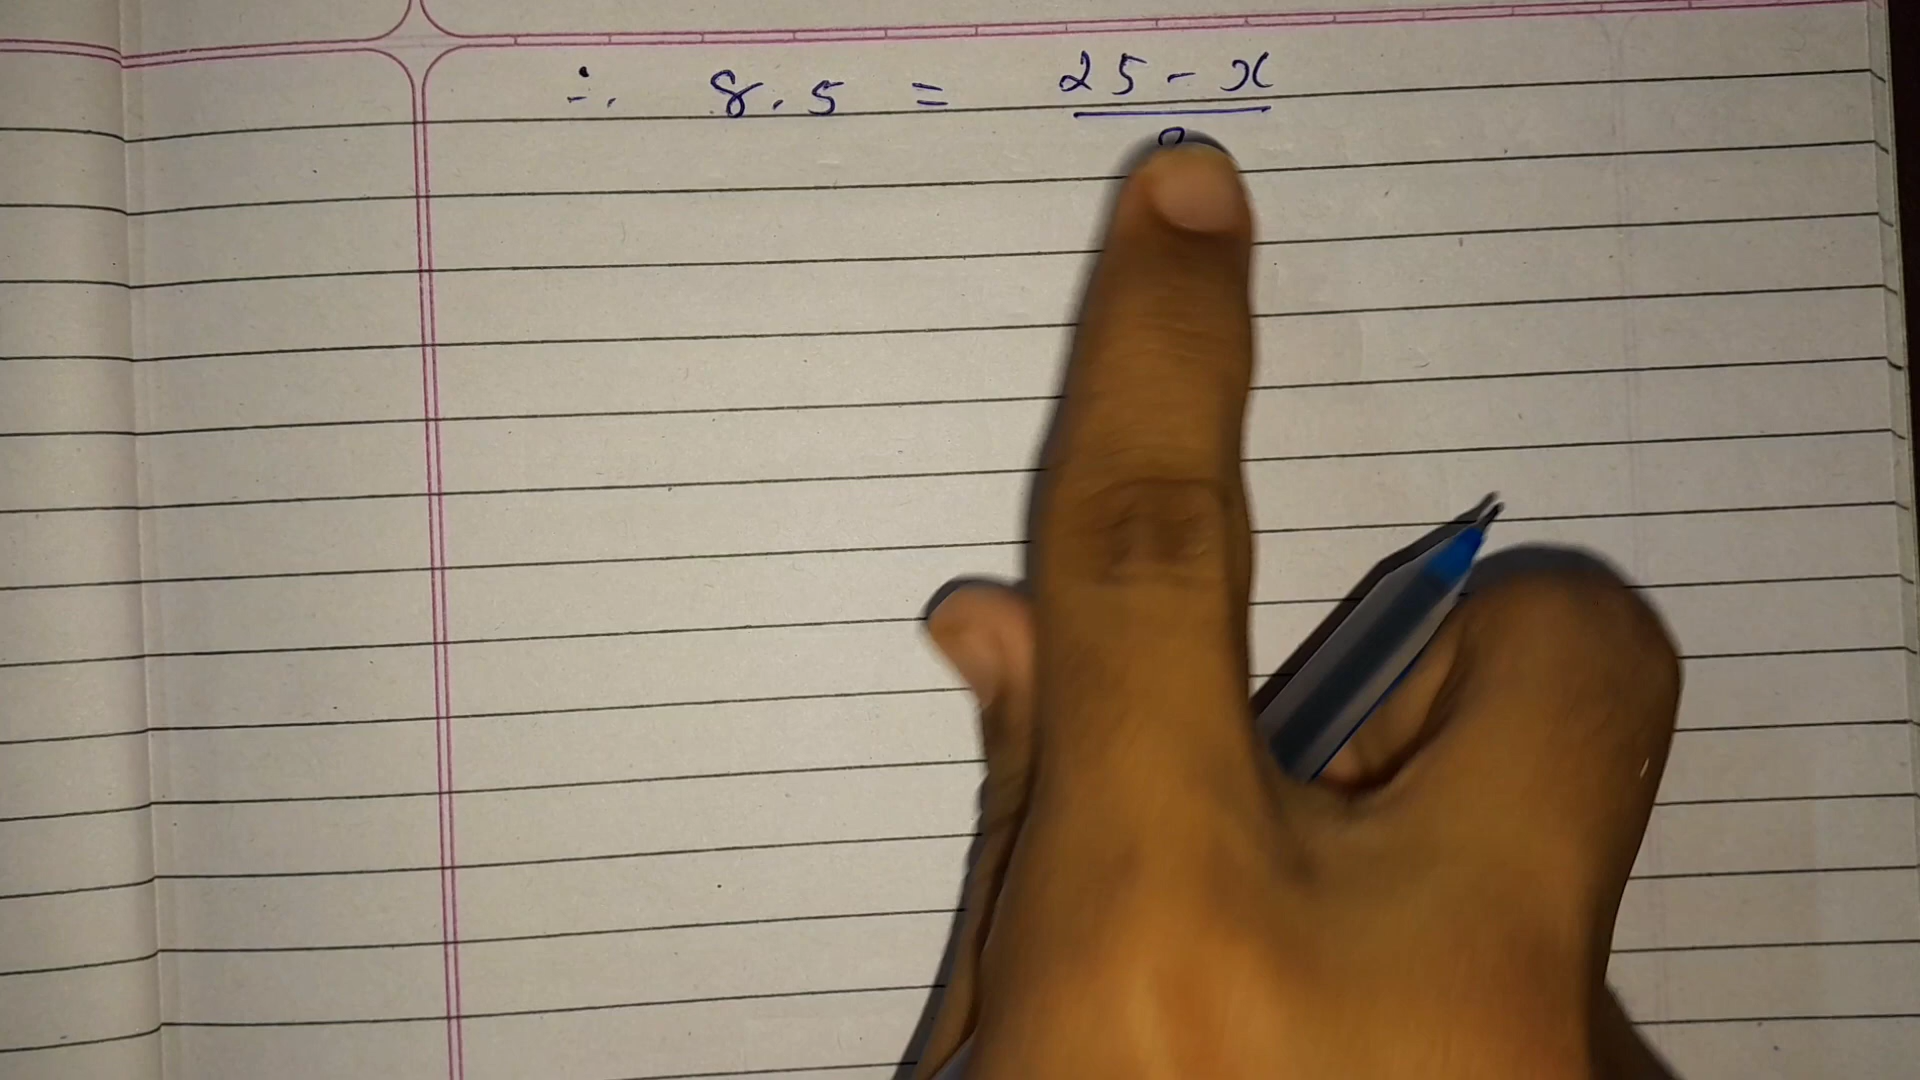 ∴ 8.5 = 25 - x